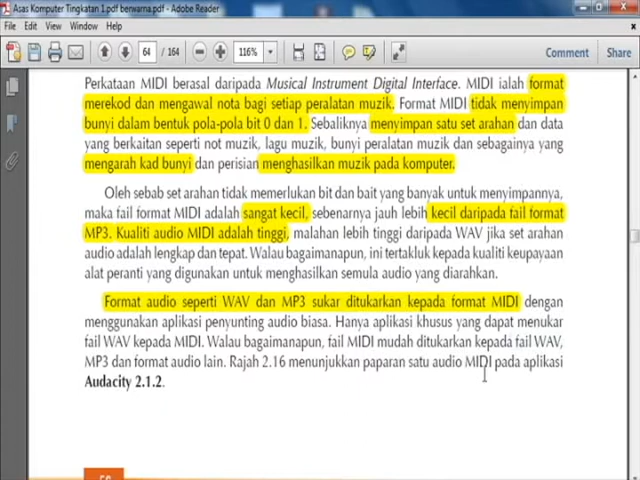 Asas Komputer Tingkatan 1.pdf berwarna.pdf - Adobe Reader
File Edit View Window Help
64 / 164 116% Comment Share
Perkataan MIDI berasal daripada Musical Instrument Digital Interface. MIDI ialah format
merekod dan mengawal nota bagi setiap peralatan muzik. Format MIDI tidak menyimpan
bunyi dalam bentuk pola-pola bit 0 dan 1. Sebaliknya menyimpan satu set arahan dan data
yang berkaitan seperti not muzik, lagu muzik, bunyi peralatan muzik dan sebagainya yang
mengarah kad bunyi dan perisian menghasilkan muzik pada komputer.
Oleh sebab set arahan tidak memerlukan bit dan bait yang banyak untuk menyimpannya,
maka fail format MIDI adalah sangat kecil, sebenarnya jauh lebih kecil daripada fail format
MP3. Kualiti audio MIDI adalah tinggi, malahan lebih tinggi daripada WAV jika set arahan
audio adalah lengkap dan tepat. Walau bagaimanapun, ini tertakluk kepada kualiti keupayaan
alat peranti yang digunakan untuk menghasilkan semula audio yang diarahkan.
Format audio seperti WAV dan MP3 sukar ditukarkan kepada format MIDI dengan
menggunakan aplikasi penyunting audio biasa. Hanya aplikasi khusus yang dapat menukar
fail WAV kepada MIDI. Walau bagaimanapun, fail MIDI mudah ditukarkan kepada fail WAV,
MP3 dan format audio lain. Rajah 2.16 menunjukkan paparan satu audio MIDI pada aplikasi
Audacity 2.1.2.